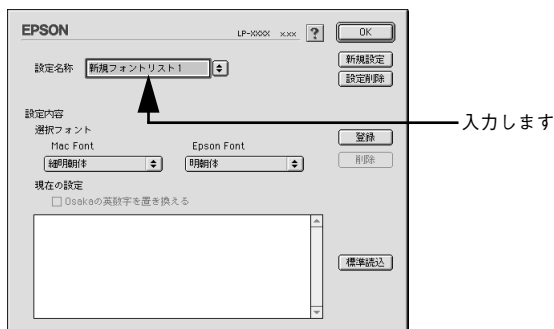 EPSON LP-XXXX x.xx ? OK
設定名称 新規フォントリスト1 新規設定
設定削除
入力します
設定内容
選択フォント 登録
Mac Font Epson Font
細明朝体 明朝体 削除
現在の設定
Osakaの英数字を置き換える
標準読込